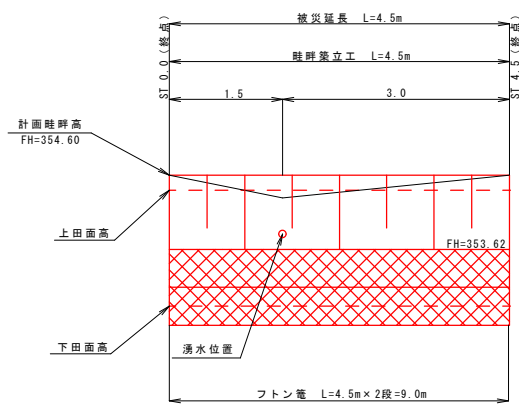 被災延長 L=4.5m
畦畔築立工 L=4.5m
ST 0.0(終点)
ST 4.5(終点)
1.5
3.0
計画畦畔高
FH=354.60
上田面高
FH=353.62
下田面高
湧水位置
フトン篭 L=4.5m×2段=9.0m